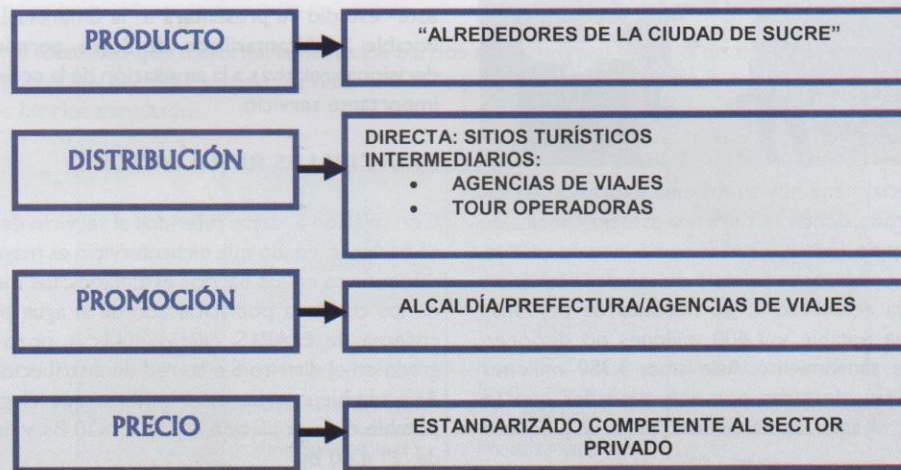 PRODUCTO
"ALREDEDORES DE LA CIUDAD DE SUCRE"
DISTRIBUCIÓN
DIRECTA: SITIOS TURÍSTICOS
INTERMEDIARIOS:
• AGENCIAS DE VIAJES
• TOUR OPERADORAS
PROMOCIÓN
ALCALDÍA/PREFECTURA/AGENCIAS DE VIAJES
PRECIO
ESTANDARIZADO COMPETENTE AL SECTOR
PRIVADO